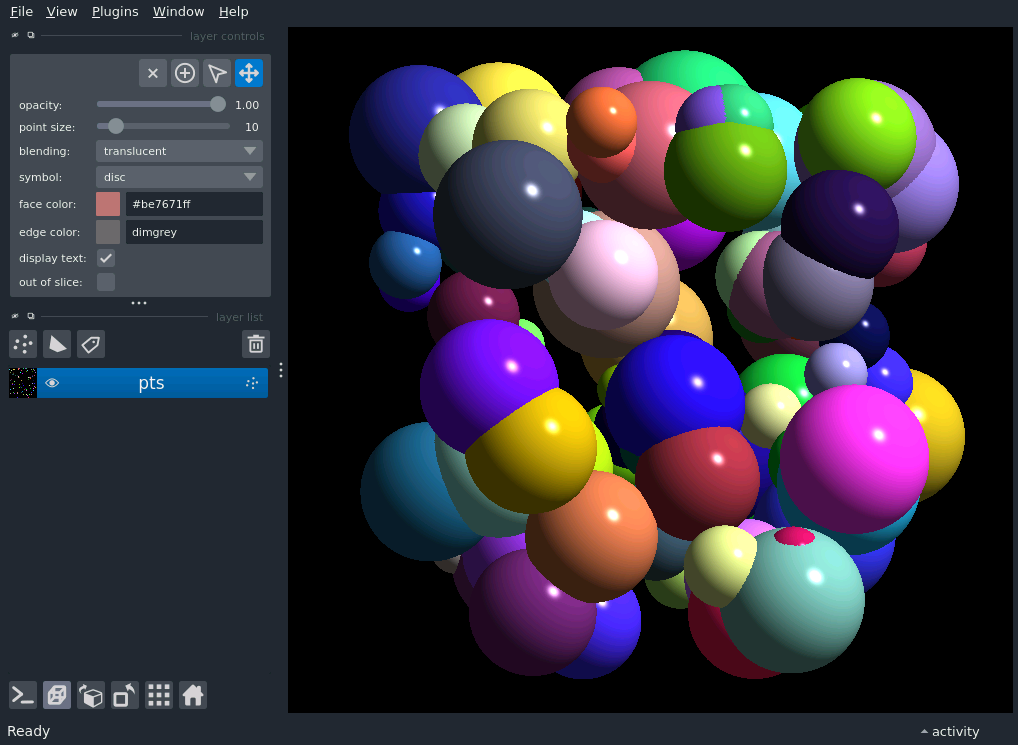 File View Plugins Window Help
layer controls
opacity: 1.00
point size: 10
blending: translucent
symbol: disc
face color: #be7671ff
edge color: dimgrey
display text:
out of slice:
layer list
pts
Ready activity